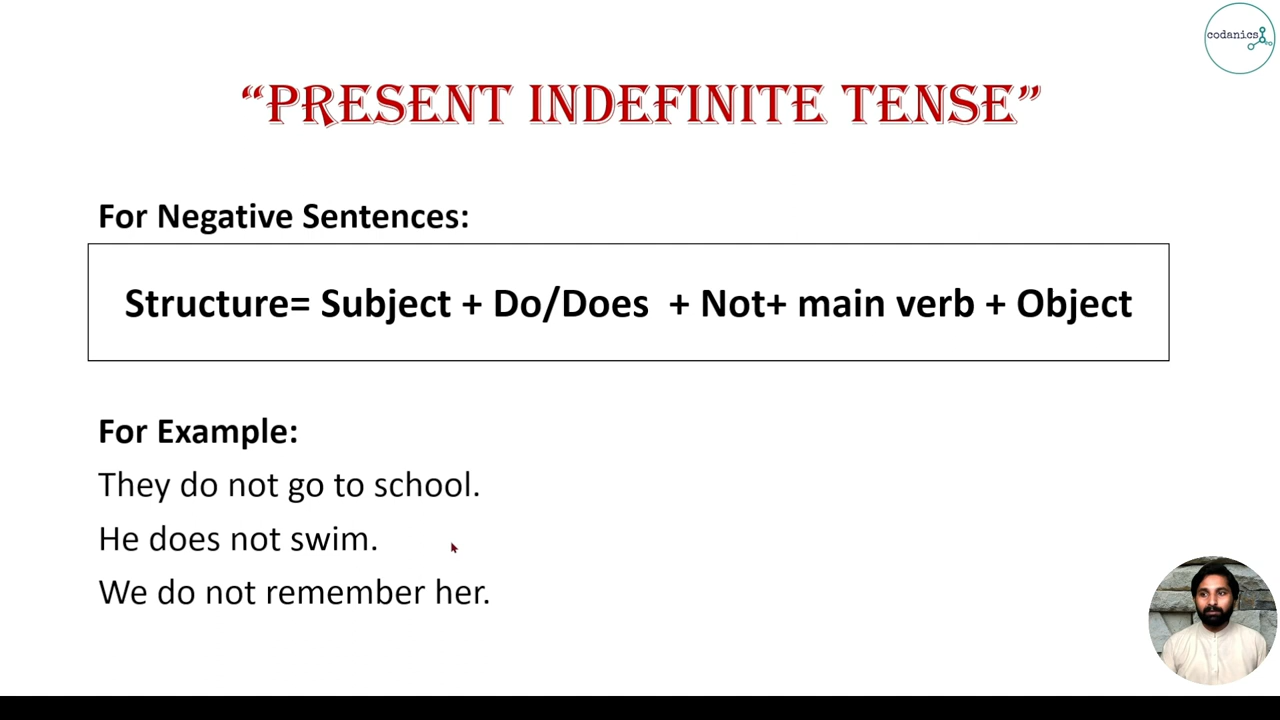 codanics
“PRESENT INDEFINITE TENSE”
For Negative Sentences:
Structure= Subject + Do/Does + Not+ main verb + Object
For Example:
They do not go to school.
He does not swim.
We do not remember her.